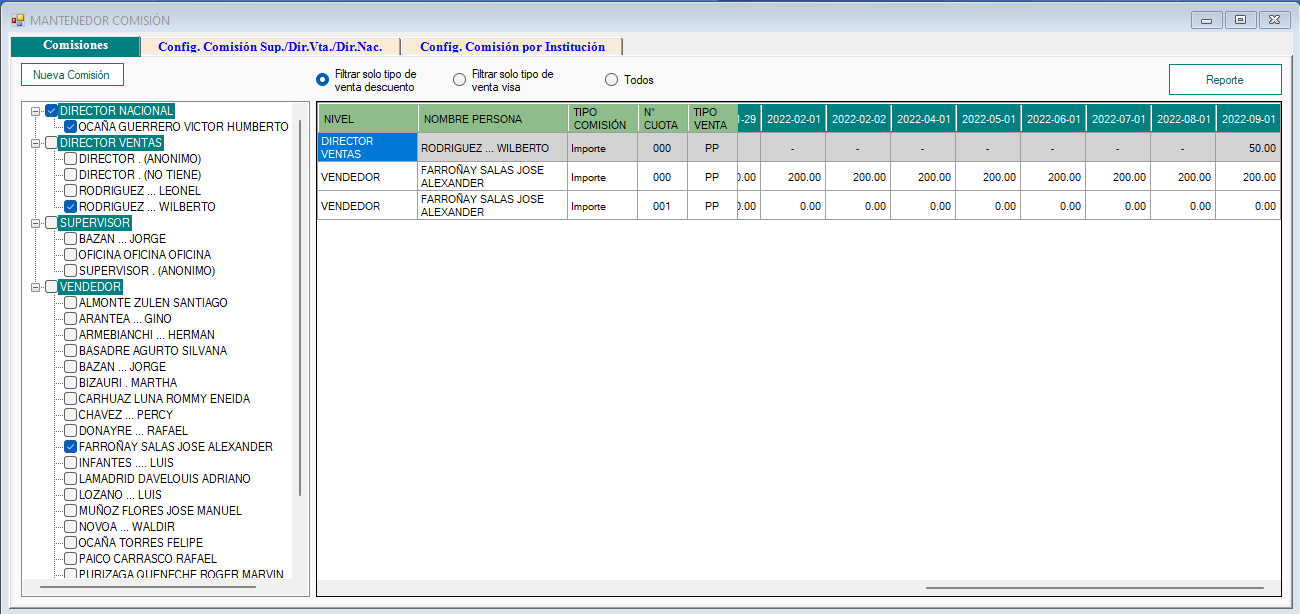 MANTENEDOR COMISIÓN
Comisiones
Config. Comisión Sup./Dir.Vta./Dir.Nac.
Config. Comisión por Institución
Nueva Comisión
Filtrar solo tipo de
venta descuento
Filtrar solo tipo de
venta visa
Todos
Reporte
DIRECTOR NACIONAL
OCAÑA GUERRERO VICTOR HUMBERTO
DIRECTOR VENTAS
DIRECTOR . (ANONIMO)
DIRECTOR . (NO TIENE)
RODRIGUEZ ... LEONEL
RODRIGUEZ ... WILBERTO
SUPERVISOR
BAZAN ... JORGE
OFICINA OFICINA OFICINA
SUPERVISOR . (ANONIMO)
VENDEDOR
ALMONTE ZULEN SANTIAGO
ARANTEA ... GINO
ARMEBIANCHI ... HERMAN
BASADRE AGURTO SILVANA
BAZAN ... JORGE
BIZAURI . MARTHA
CARHUAZ LUNA ROMMY ENEIDA
CHAVEZ ... PERCY
DONAYRE ... RAFAEL
FARROÑAY SALAS JOSE ALEXANDER
INFANTES .... LUIS
LAMADRID DAVELOUIS ADRIANO
LOZANO ... LUIS
MUÑOZ FLORES JOSE MANUEL
NOVOA ... WALDIR
OCAÑA TORRES FELIPE
PAICO CARRASCO RAFAEL
PURIZAGA QUENECHE ROGER MARVIN
NIVEL NOMBRE PERSONA TIPO COMISIÓN N° CUOTA TIPO VENTA -29 2022-02-01 2022-02-02 2022-04-01 2022-05-01 2022-06-01 2022-07-01 2022-08-01 2022-09-01
DIRECTOR VENTAS RODRIGUEZ ... WILBERTO Importe 000 PP - - - - - - - 50.00
VENDEDOR FARROÑAY SALAS JOSE ALEXANDER Importe 000 PP 0.00 200.00 200.00 200.00 200.00 200.00 200.00 200.00 200.00
VENDEDOR FARROÑAY SALAS JOSE ALEXANDER Importe 001 PP 0.00 0.00 0.00 0.00 0.00 0.00 0.00 0.00 0.00